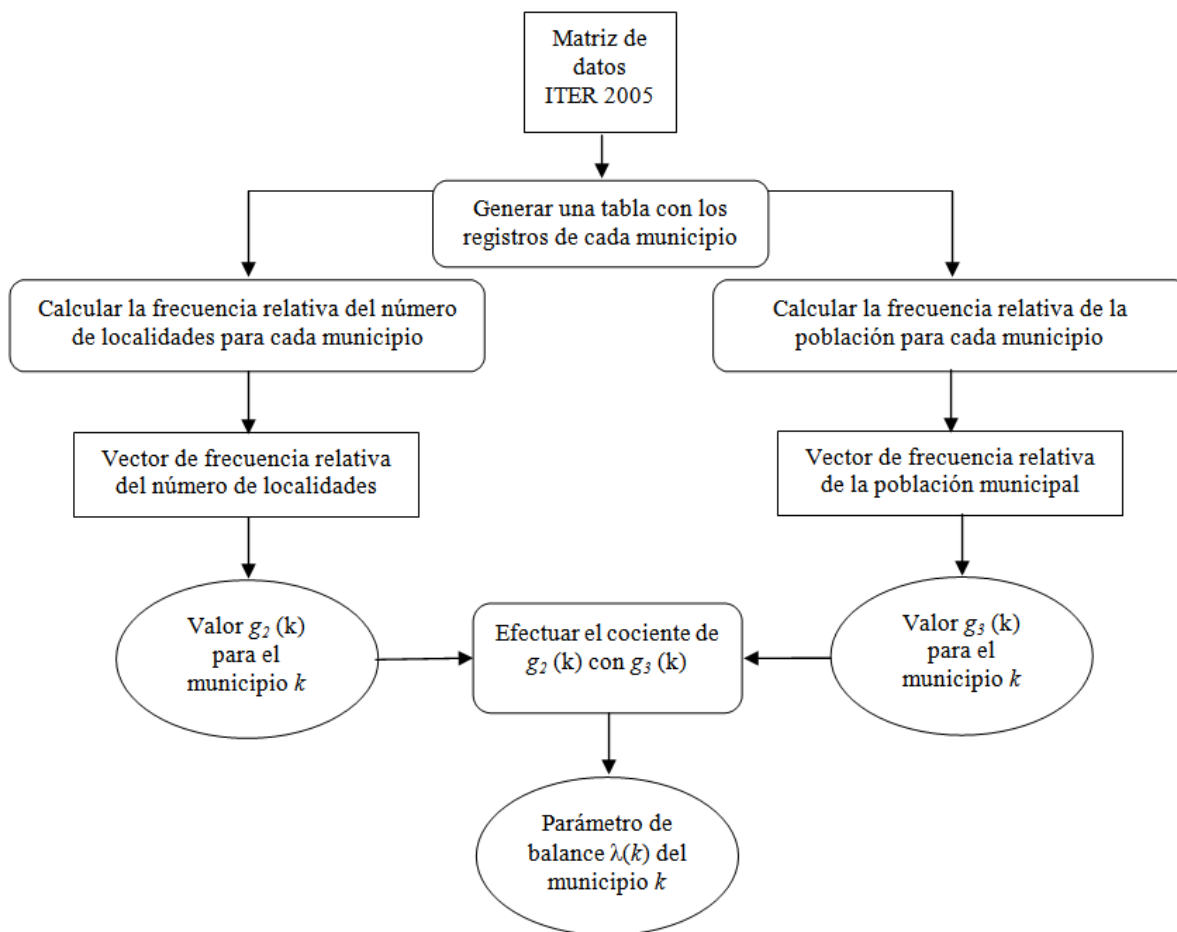 Matriz de
datos
ITER 2005
Generar una tabla con los
registros de cada municipio
Calcular la frecuencia relativa del número
de localidades para cada municipio
Calcular la frecuencia relativa de la
población para cada municipio
Vector de frecuencia relativa
del número de localidades
Vector de frecuencia relativa
de la población municipal
Valor g₂ (k)
para el
municipio k
Efectuar el cociente de
g₂ (k) con g₃ (k)
Valor g₃ (k)
para el
municipio k
Parámetro de
balance λ(k) del
municipio k